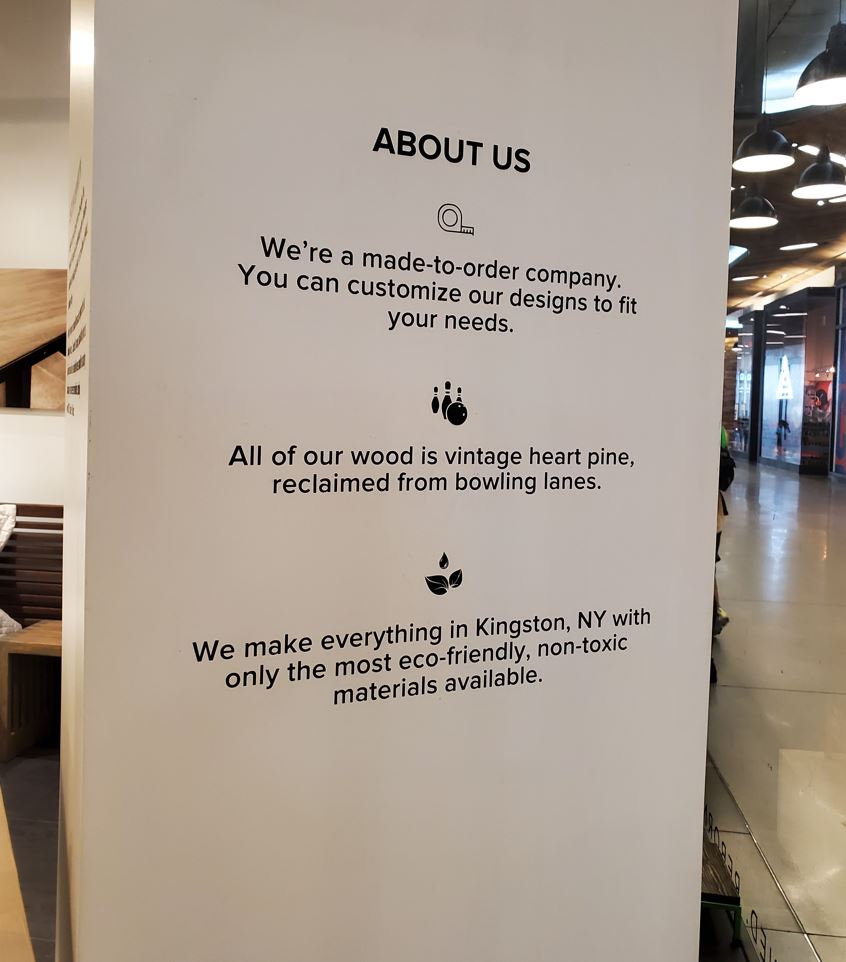 ABOUT US
We're a made-to-order company.
You can customize our designs to fit
your needs.
All of our wood is vintage heart pine,
reclaimed from bowling lanes.
We make everything in Kingston, NY with
only the most eco-friendly, non-toxic
materials available.